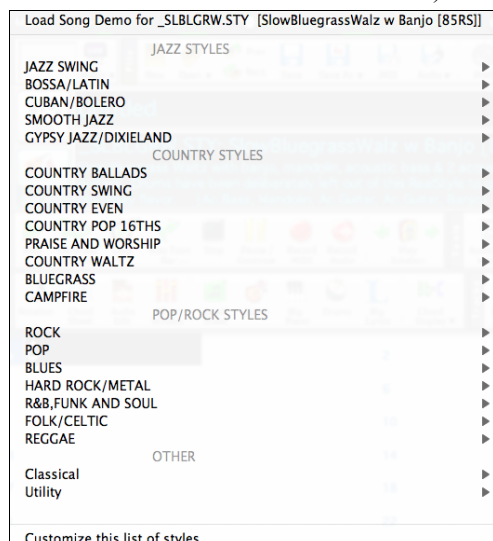 Load Song Demo for _SLBLGRW.STY [SlowBluegrassWalz w Banjo [85RS]]
JAZZ STYLES
JAZZ SWING
BOSSA/LATIN
CUBAN/BOLERO
SMOOTH JAZZ
GYPSY JAZZ/DIXIELAND
COUNTRY STYLES
COUNTRY BALLADS
COUNTRY SWING
COUNTRY EVEN
COUNTRY POP 16THS
PRAISE AND WORSHIP
COUNTRY WALTZ
BLUEGRASS
CAMPFIRE
POP/ROCK STYLES
ROCK
POP
BLUES
HARD ROCK/METAL
R&B,FUNK AND SOUL
FOLK/CELTIC
REGGAE
OTHER
Classical
Utility
Customize this list of styles